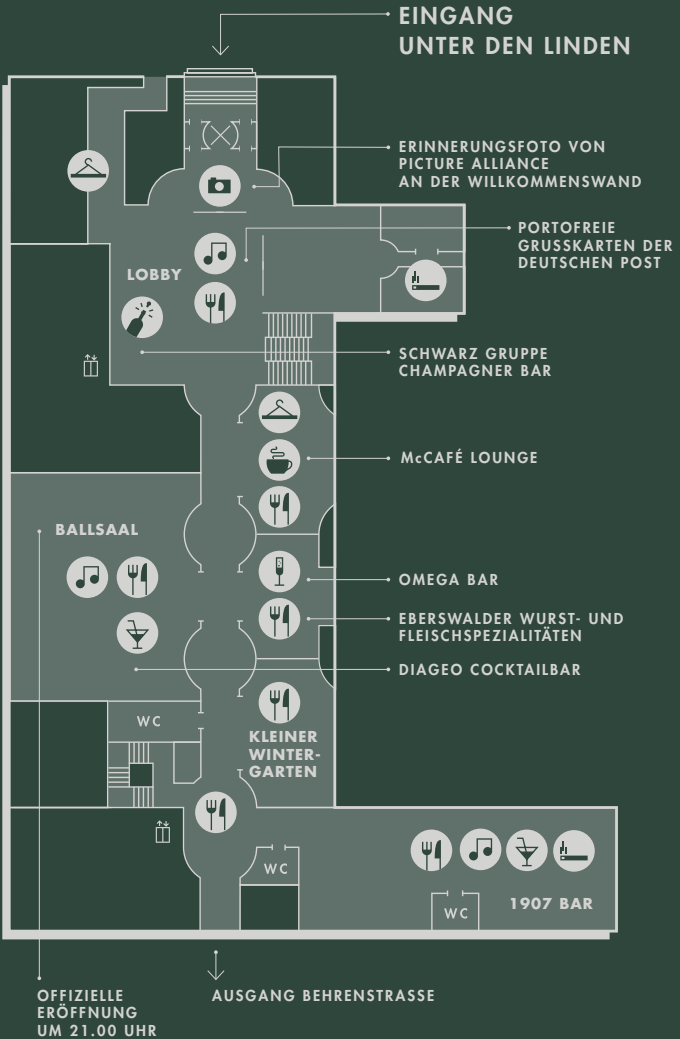 EINGANG
UNTER DEN LINDEN
ERINNERUNGSFOTO VON
PICTURE ALLIANCE
AN DER WILLKOMMENSWAND
PORTOFREIE
GRUSSKARTEN DER
DEUTSCHEN POST
LOBBY
SCHWARZ GRUPPE
CHAMPAGNER BAR
McCAFÉ LOUNGE
BALLSAAL
OMEGA BAR
EBERSWALDER WURST- UND
FLEISCHSPEZIALITÄTEN
DIAGEO COCKTAILBAR
WC
KLEINER
WINTER-
GARTEN
WC
1907 BAR
WC
OFFIZIELLE
ERÖFFNUNG
UM 21.00 UHR
AUSGANG BEHRENSTRASSE